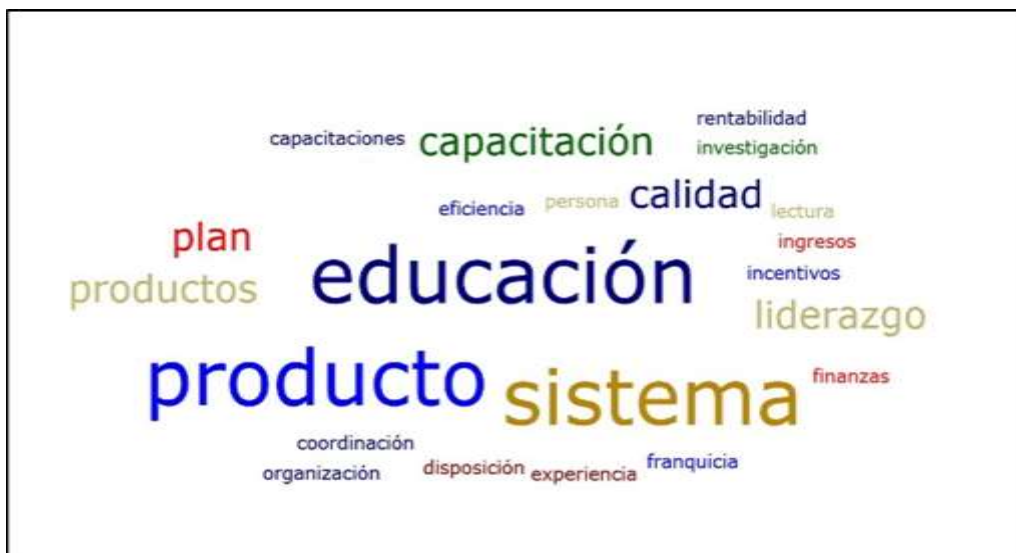 rentabilidad
capacitaciones capacitación investigación
eficiencia persona calidad lectura
plan ingresos
productos educación incentivos
liderazgo
producto sistema finanzas
coordinación
organización disposición experiencia franquicia